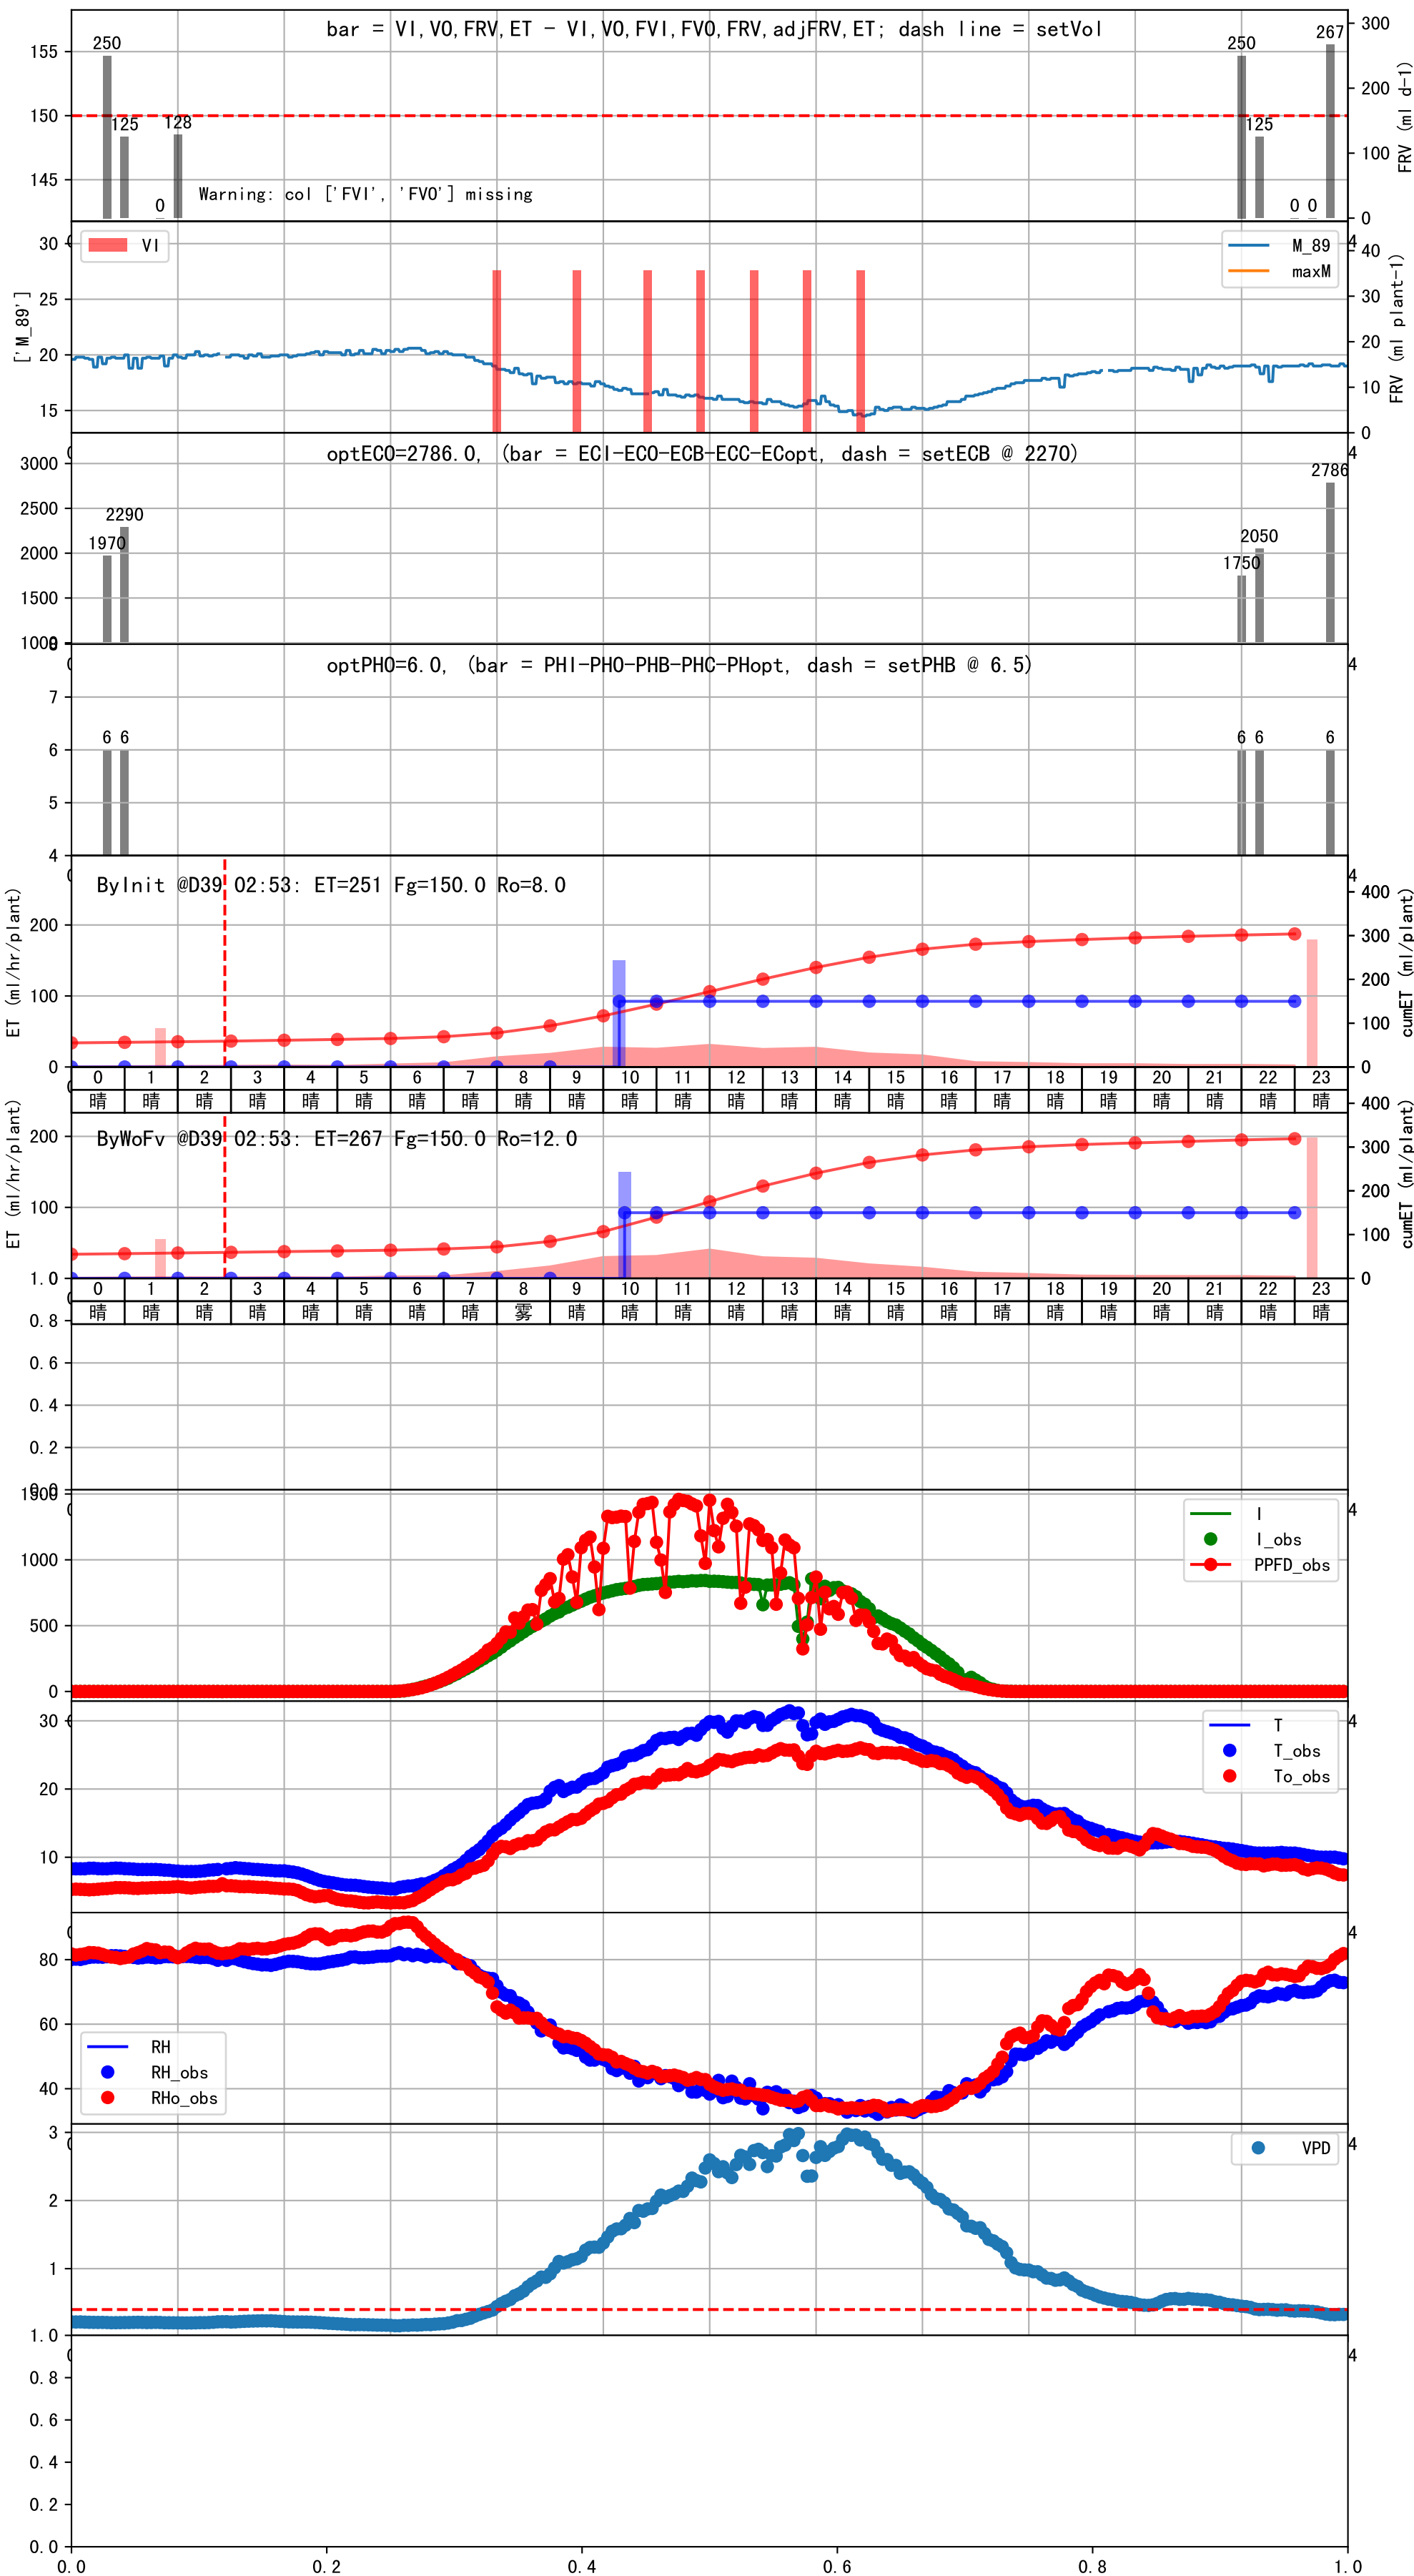 bar = VI,VO,FRV,ET - VI,VO,FVI,FVO,FRV,adjFRV,ET; dash line = setVol
155
150
145
250
125
0
128
250
125
0 0
267
Warning: col ['FVI', 'FVO'] missing
300
200
100
0
FRV (ml d-1)
VI
M_89
maxM
30
25
20
15
['M_89']
40
30
20
10
0
FRV (ml plant-1)
optECO=2786.0, (bar = ECI-ECO-ECB-ECC-ECopt, dash = setECB @ 2270)
3000
2500
2000
1500
1000
1970
2290
1750
2050
2786
optPHO=6.0, (bar = PHI-PHO-PHB-PHC-PHopt, dash = setPHB @ 6.5)
7
6
5
4
6 6
6 6
6
ByInit @D39 02:53: ET=251 Fg=150.0 Ro=8.0
200
100
0
ET (ml/hr/plant)
400
300
200
100
0
cumET (ml/plant)
0 1 2 3 4 5 6 7 8 9 10 11 12 13 14 15 16 17 18 19 20 21 22 23
晴 晴 晴 晴 晴 晴 晴 晴 晴 晴 晴 晴 晴 晴 晴 晴 晴 晴 晴 晴 晴 晴 晴 晴
ByWoFv @D39 02:53: ET=267 Fg=150.0 Ro=12.0
200
100
ET (ml/hr/plant)
400
300
200
100
0
cumET (ml/plant)
0 1 2 3 4 5 6 7 8 9 10 11 12 13 14 15 16 17 18 19 20 21 22 23
晴 晴 晴 晴 晴 晴 晴 晴 雾 晴 晴 晴 晴 晴 晴 晴 晴 晴 晴 晴 晴 晴 晴 晴
1.0
0.8
0.6
0.4
0.2
1500
1000
500
0
I
I_obs
PPFD_obs
30
20
10
T
T_obs
To_obs
80
60
40
RH
RH_obs
RHo_obs
3
2
1
VPD
1.0
0.8
0.6
0.4
0.2
0.0
0.0 0.2 0.4 0.6 0.8 1.0